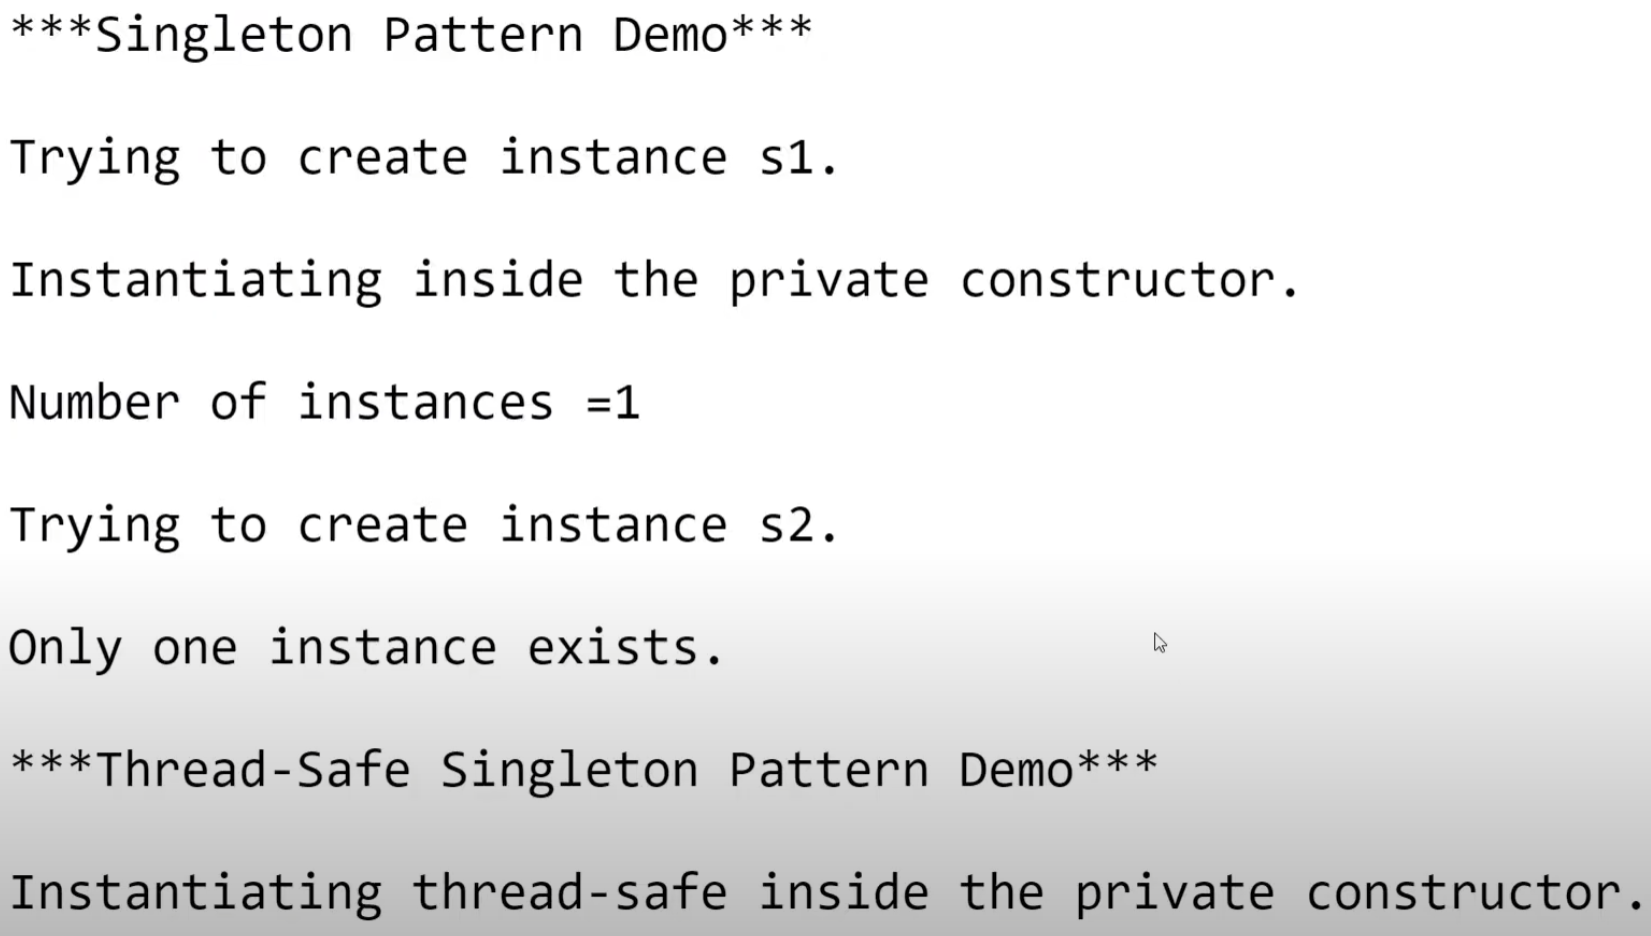 ***Singleton Pattern Demo***
Trying to create instance s1.
Instantiating inside the private constructor.
Number of instances =1
Trying to create instance s2.
Only one instance exists.
***Thread-Safe Singleton Pattern Demo***
Instantiating thread-safe inside the private constructor.